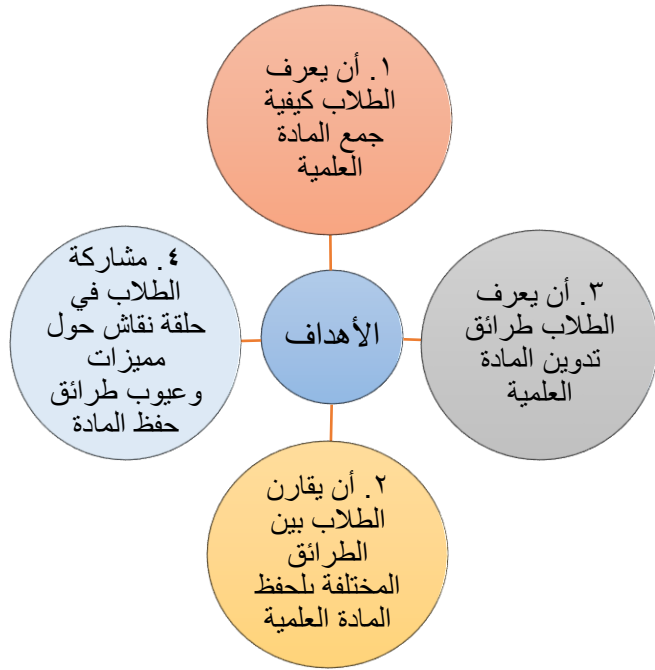 ١. أن يعرف
الطلاب كيفية
جمع المادة
العلمية
الأهداف
٣. أن يعرف
الطلاب طرائق
تدوين المادة
العلمية
٢. أن يقارن
الطلاب بين
الطرائق
المختلفة بلحفظ
المادة العلمية
٤. مشاركة
الطلاب في
حلقة نقاش حول
مميزات
وعيوب طرائق
حفظ المادة